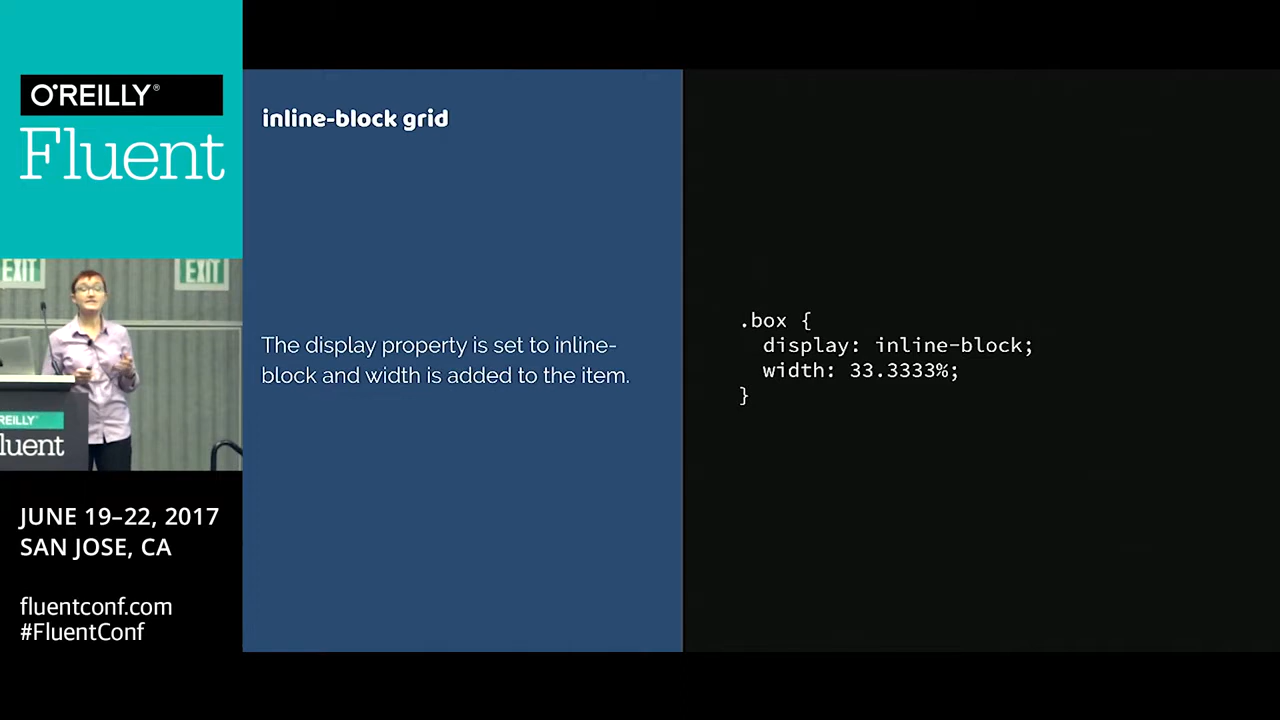 O'REILLY®
Fluent
EXIT
EXIT
REILLY
luent
JUNE 19–22, 2017
SAN JOSE, CA
fluentconf.com
#FluentConf
inline-block grid
The display property is set to inline-
block and width is added to the item.
.box {
  display: inline-block;
  width: 33.3333%;
}